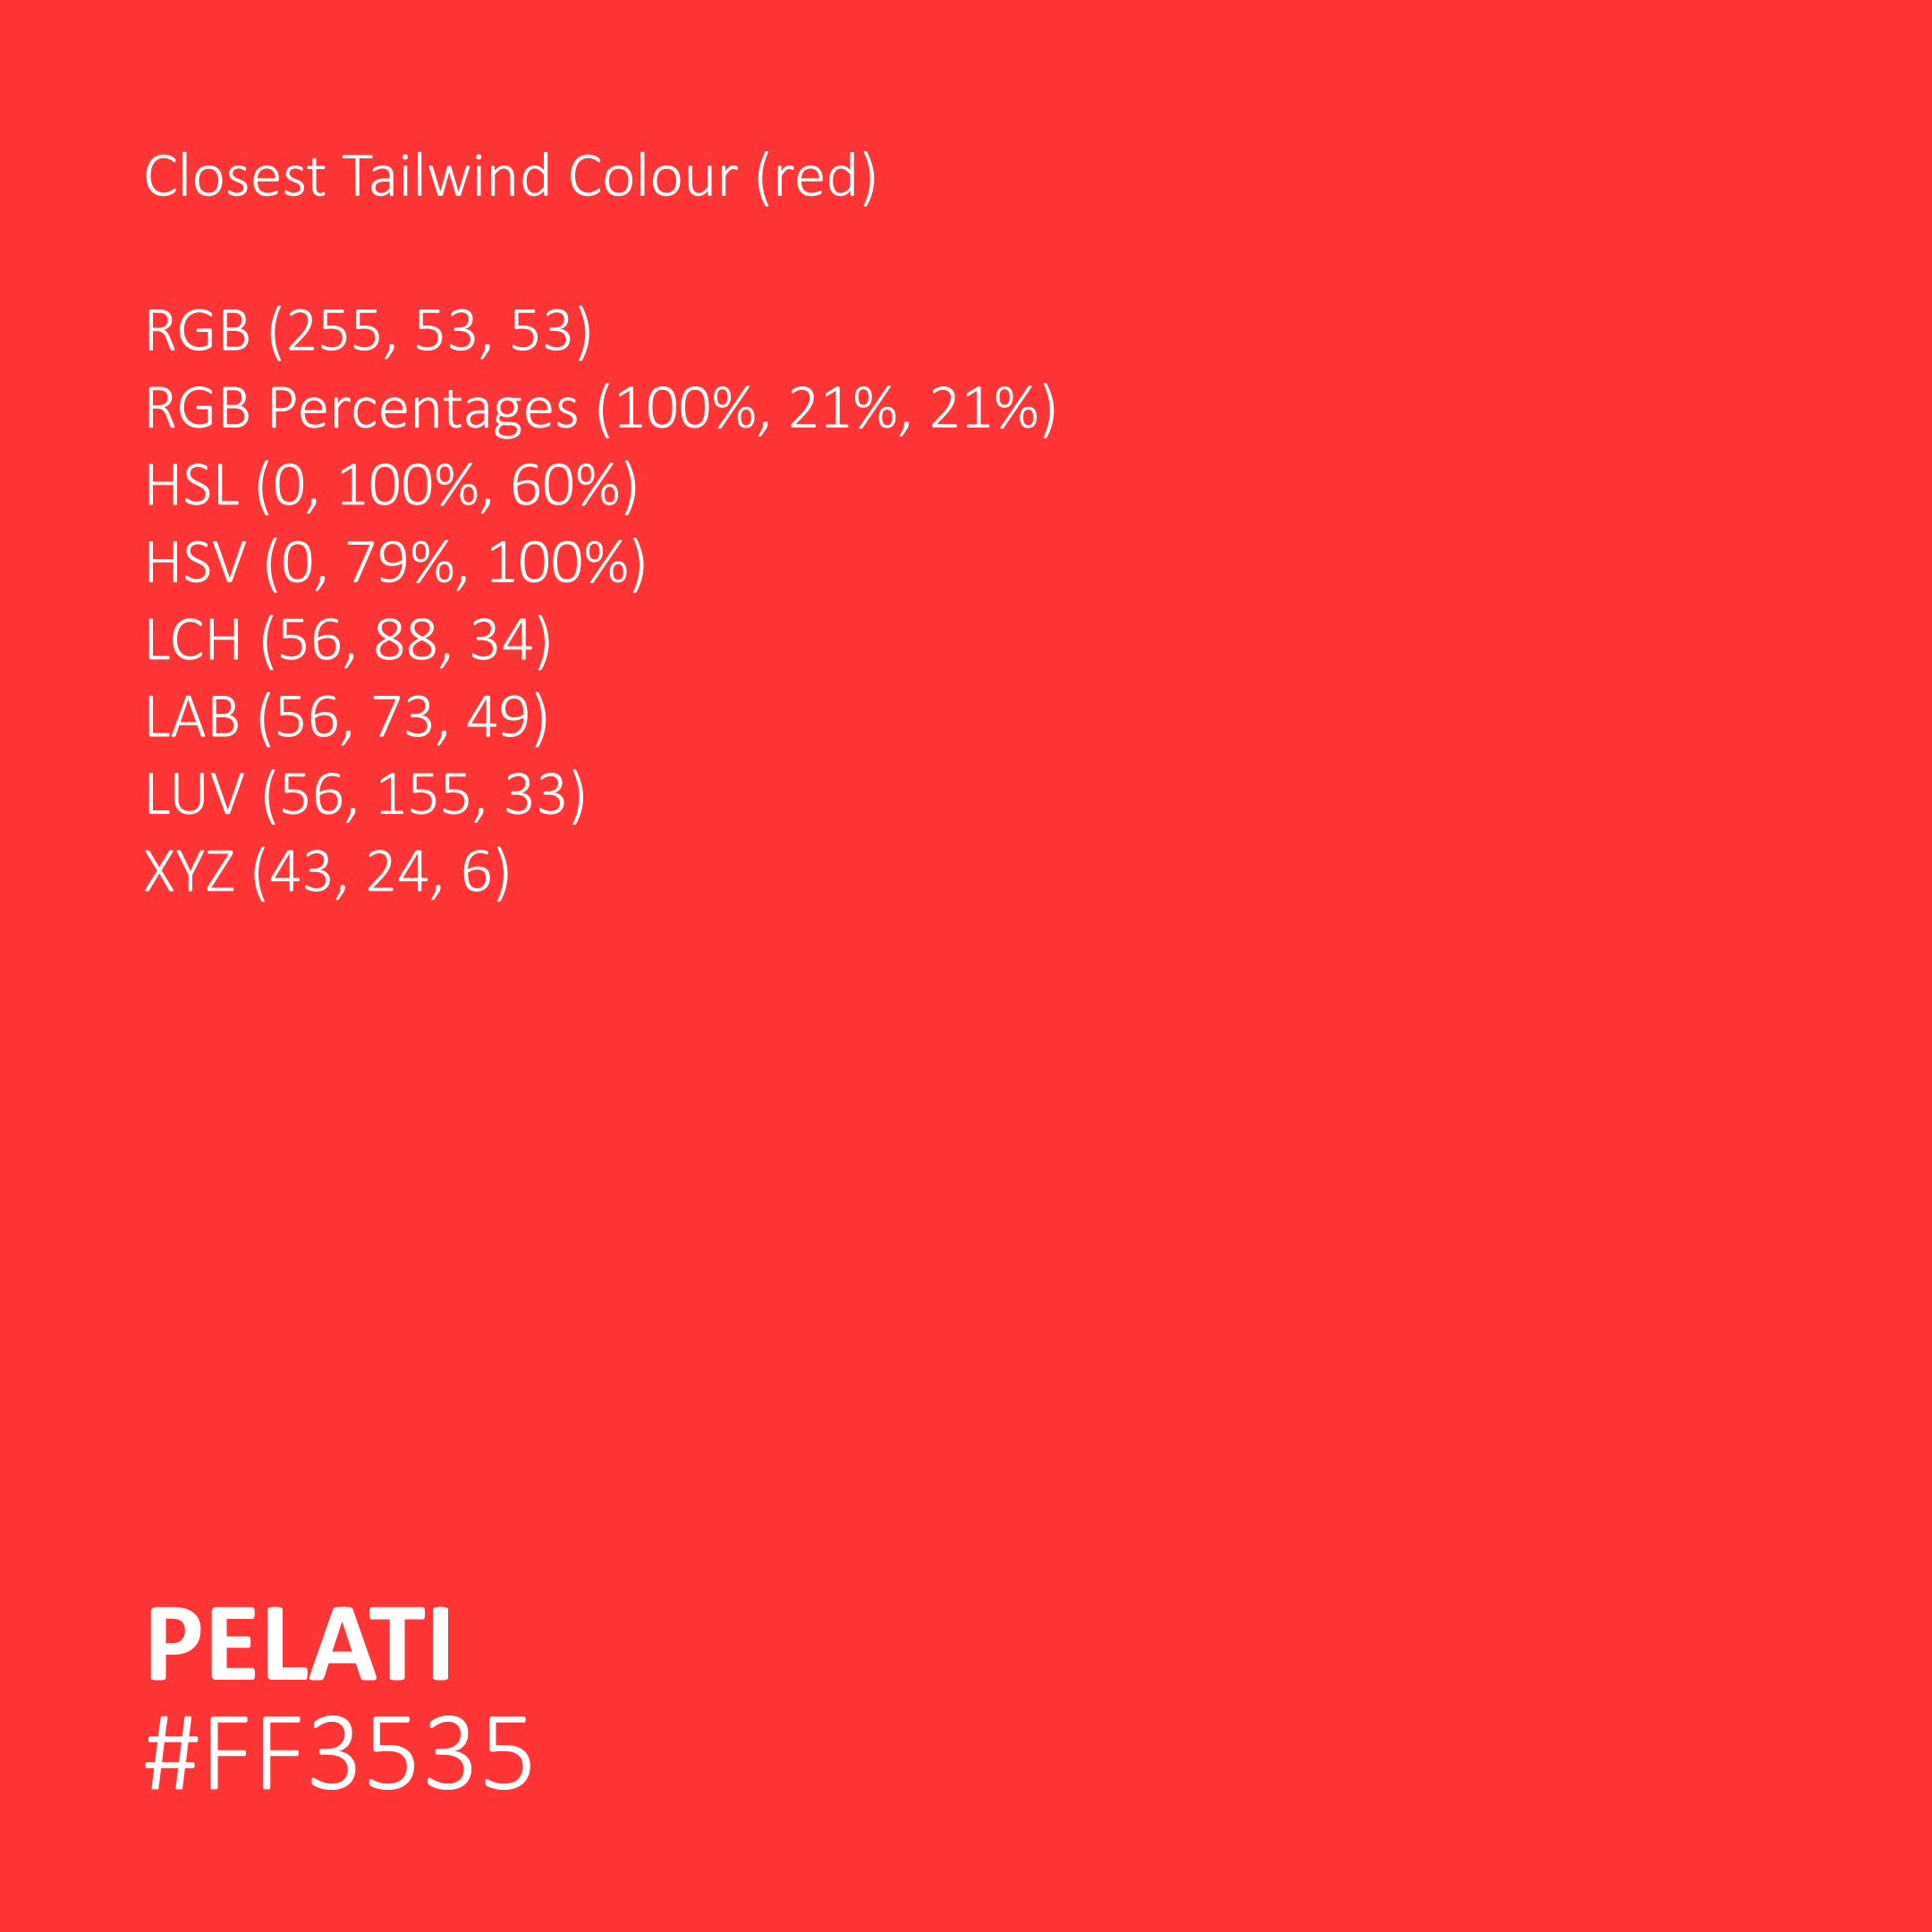 Closest Tailwind Colour (red)
RGB (255, 53, 53)
RGB Percentages (100%, 21%, 21%)
HSL (0, 100%, 60%)
HSV (0, 79%, 100%)
LCH (56, 88, 34)
LAB (56, 73, 49)
LUV (56, 155, 33)
XYZ (43, 24, 6)
PELATI
#FF3535